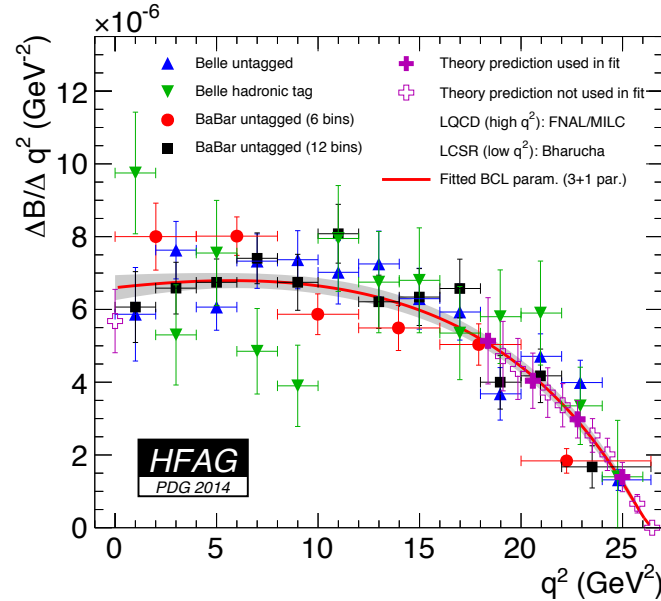 ×10⁻⁶
ΔB/Δ q² (GeV⁻²)
12
10
8
6
4
2
0
Belle untagged
Belle hadronic tag
BaBar untagged (6 bins)
BaBar untagged (12 bins)
Theory prediction used in fit
Theory prediction not used in fit
LQCD (high q²): FNAL/MILC
LCSR (low q²): Bharucha
Fitted BCL param. (3+1 par.)
HFAG
PDG 2014
0 5 10 15 20 25
q² (GeV²)